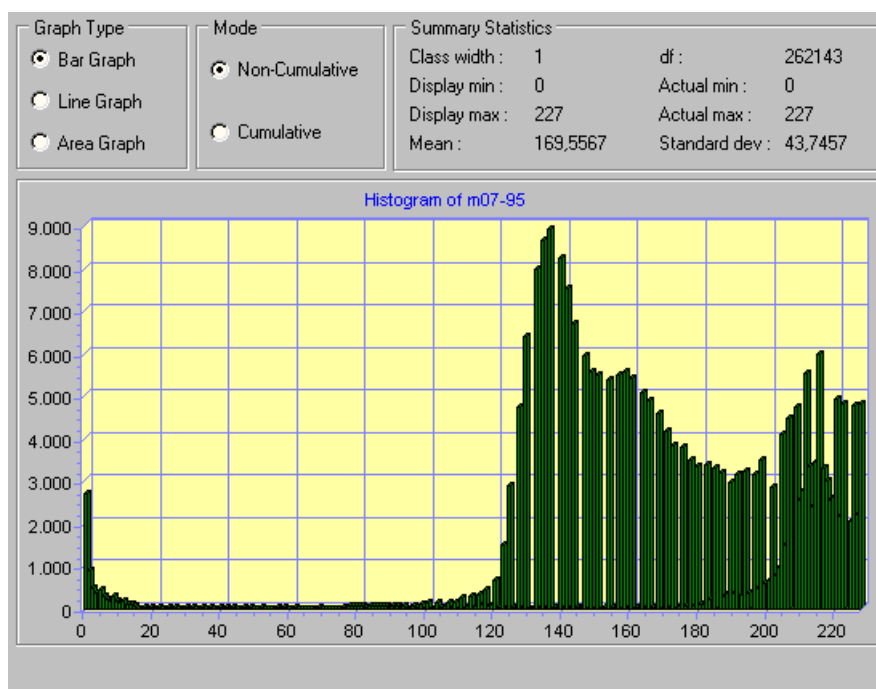 Graph Type
Bar Graph
Line Graph
Area Graph
Mode
Non-Cumulative
Cumulative
Summary Statistics
Class width : 1 df : 262143
Display min : 0 Actual min : 0
Display max : 227 Actual max : 227
Mean : 169,5567 Standard dev : 43,7457
Histogram of m07-95
9.000
8.000
7.000
6.000
5.000
4.000
3.000
2.000
1.000
0
0 20 40 60 80 100 120 140 160 180 200 220